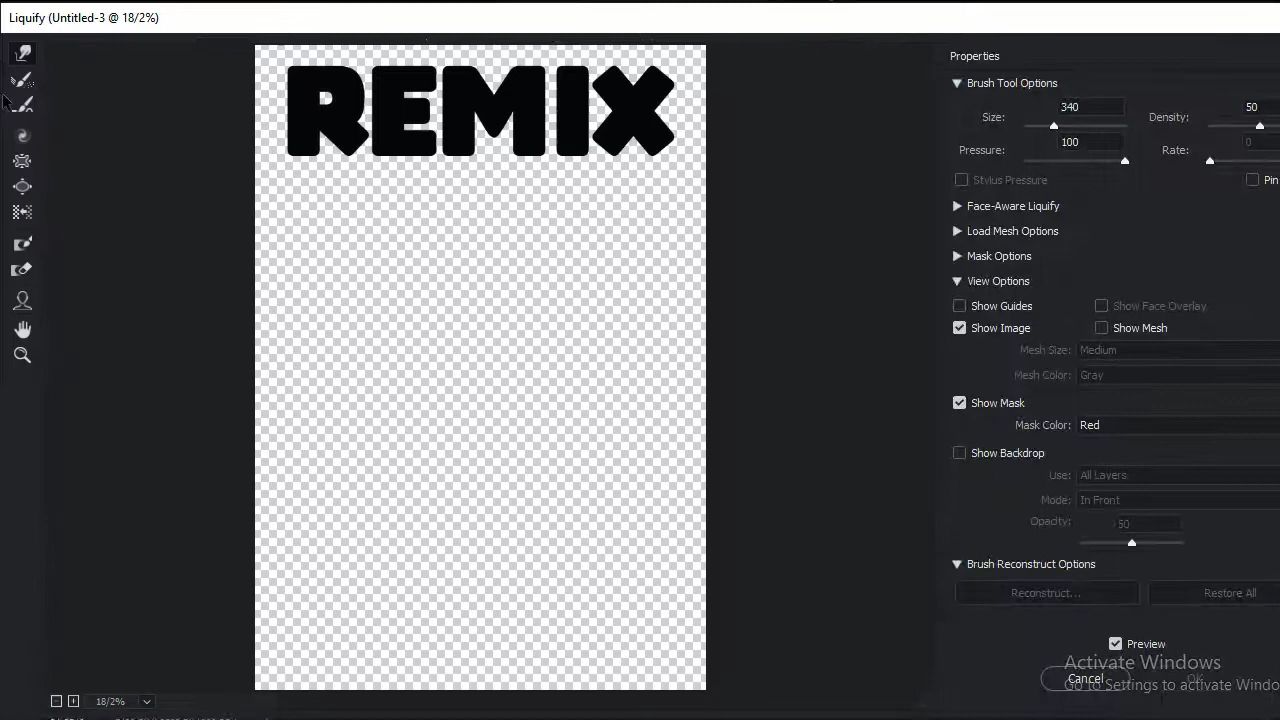 Liquify (Untitled-3 @ 18/2%)
REMIX
Properties
Brush Tool Options
Size: 340 Density: 50
Pressure: 100 Rate: 0
Stylus Pressure Pin
Face-Aware Liquify
Load Mesh Options
Mask Options
View Options
Show Guides Show Face Overlay
Show Image Show Mesh
Mesh Size: Medium
Mesh Color: Gray
Show Mask
Mask Color: Red
Show Backdrop
Use: All Layers
Mode: In Front
Opacity: 50
Brush Reconstruct Options
Reconstruct... Restore All
Preview
Activate Windows
Cancel OK
Go to Settings to activate Window
18/2%